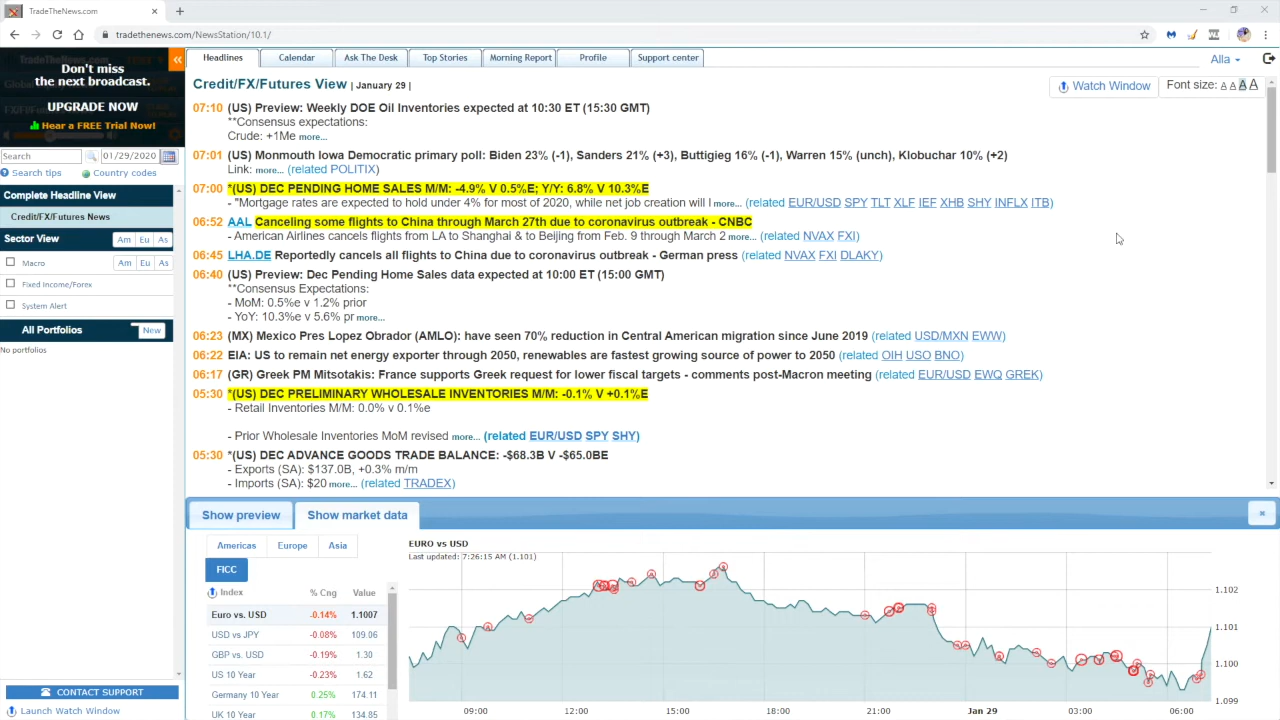 TradeTheNews.com
tradethenews.com/NewsStation/10.1/
Don't miss
the next broadcast.
UPGRADE NOW
Hear a FREE Trial Now!
Search
01/29/2020
Search tips
Country codes
Complete Headline View
Credit/FX/Futures News
Sector View
Am Eu As
Macro
Am Eu As
Fixed Income/Forex
System Alert
All Portfolios
New
No portfolios
CONTACT SUPPORT
Launch Watch Window
Headlines
Calendar
Ask The Desk
Top Stories
Morning Report
Profile
Support center
Alla
Credit/FX/Futures View | January 29 |
Watch Window
Font size: A A A A
07:10 (US) Preview: Weekly DOE Oil Inventories expected at 10:30 ET (15:30 GMT)
**Consensus expectations:
Crude: +1Me more...
07:01 (US) Monmouth Iowa Democratic primary poll: Biden 23% (-1), Sanders 21% (+3), Buttigieg 16% (-1), Warren 15% (unch), Klobuchar 10% (+2)
Link: more... (related POLITIX)
07:00 *(US) DEC PENDING HOME SALES M/M: -4.9% V 0.5%E; Y/Y: 6.8% V 10.3%E
- "Mortgage rates are expected to hold under 4% for most of 2020, while net job creation will l more... (related EUR/USD SPY TLT XLF IEF XHB SHY INFLX ITB)
06:52 AAL Canceling some flights to China through March 27th due to coronavirus outbreak - CNBC
- American Airlines cancels flights from LA to Shanghai & to Beijing from Feb. 9 through March 2 more... (related NVAX FXI)
06:45 LHA.DE Reportedly cancels all flights to China due to coronavirus outbreak - German press (related NVAX FXI DLAKY)
06:40 (US) Preview: Dec Pending Home Sales data expected at 10:00 ET (15:00 GMT)
**Consensus Expectations:
- MoM: 0.5%e v 1.2% prior
- YoY: 10.3%e v 5.6% pr more...
06:23 (MX) Mexico Pres Lopez Obrador (AMLO): have seen 70% reduction in Central American migration since June 2019 (related USD/MXN EWW)
06:22 EIA: US to remain net energy exporter through 2050, renewables are fastest growing source of power to 2050 (related OIH USO BNO)
06:17 (GR) Greek PM Mitsotakis: France supports Greek request for lower fiscal targets - comments post-Macron meeting (related EUR/USD EWQ GREK)
05:30 *(US) DEC PRELIMINARY WHOLESALE INVENTORIES M/M: -0.1% V +0.1%E
- Retail Inventories M/M: 0.0% v 0.1%e
- Prior Wholesale Inventories MoM revised more... (related EUR/USD SPY SHY)
05:30 *(US) DEC ADVANCE GOODS TRADE BALANCE: -$68.3B V -$65.0BE
- Exports (SA): $137.0B, +0.3% m/m
- Imports (SA): $20 more... (related TRADEX)
Show preview
Show market data
Americas
Europe
Asia
FICC
Index % Cng Value
Euro vs. USD -0.14% 1.1007
USD vs JPY -0.08% 109.06
GBP vs. USD -0.19% 1.30
US 10 Year -0.23% 1.62
Germany 10 Year 0.25% 174.11
UK 10 Year 0.17% 134.85
EURO vs USD
Last updated: 7:26:15 AM (1.101)
1.102
1.101
1.100
1.099
09:00 12:00 15:00 18:00 21:00 Jan 29 03:00 06:00